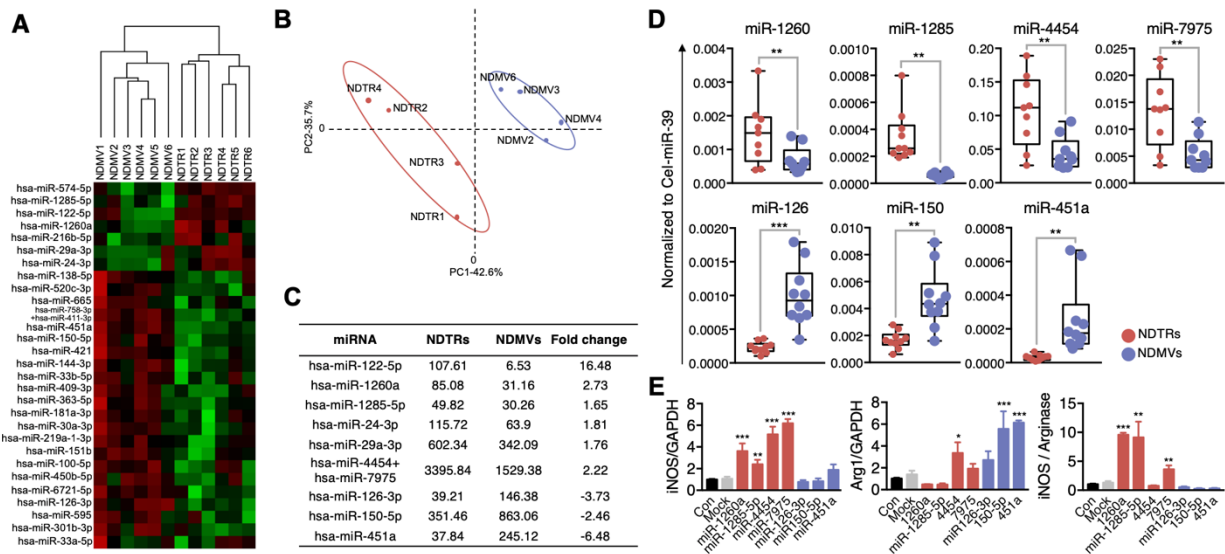 A
NDMV1
NDMV2
NDMV3
NDMV4
NDMV5
NDMV6
NDTR1
NDTR2
NDTR3
NDTR4
NDTR5
NDTR6
hsa-miR-574-5p
hsa-miR-1285-5p
hsa-miR-122-5p
hsa-miR-1260a
hsa-miR-216b-5p
hsa-miR-29a-3p
hsa-miR-24-3p
hsa-miR-138-5p
hsa-miR-520c-3p
hsa-miR-665
hsa-miR-758-3p
+hsa-miR-411-3p
hsa-miR-451a
hsa-miR-150-5p
hsa-miR-421
hsa-miR-144-3p
hsa-miR-33b-5p
hsa-miR-409-3p
hsa-miR-363-5p
hsa-miR-181a-3p
hsa-miR-30a-3p
hsa-miR-219a-1-3p
hsa-miR-151b
hsa-miR-100-5p
hsa-miR-450b-5p
hsa-miR-6721-5p
hsa-miR-126-3p
hsa-miR-595
hsa-miR-301b-3p
hsa-miR-33a-5p
B
NDTR4
NDTR2
NDTR3
NDTR1
NDMV6
NDMV3
NDMV4
NDMV2
PC2-35.7%
0
0
PC1-42.6%
C
miRNA NDTRs NDMVs Fold change
hsa-miR-122-5p 107.61 6.53 16.48
hsa-miR-1260a 85.08 31.16 2.73
hsa-miR-1285-5p 49.82 30.26 1.65
hsa-miR-24-3p 115.72 63.9 1.81
hsa-miR-29a-3p 602.34 342.09 1.76
hsa-miR-4454+
hsa-miR-7975 3395.84 1529.38 2.22
hsa-miR-126-3p 39.21 146.38 -3.73
hsa-miR-150-5p 351.46 863.06 -2.46
hsa-miR-451a 37.84 245.12 -6.48
D
Normalized to Cel-miR-39
miR-1260
0.004
0.003
0.002
0.001
0.000
**
miR-1285
0.0010
0.0008
0.0006
0.0004
0.0002
0.0000
**
miR-4454
0.20
0.15
0.10
0.05
0.00
**
miR-7975
0.025
0.020
0.015
0.010
0.005
0.000
**
miR-126
0.0020
0.0015
0.0010
0.0005
0.0000
***
miR-150
0.010
0.008
0.006
0.004
0.002
0.000
**
miR-451a
0.0008
0.0006
0.0004
0.0002
0.0000
**
NDTRs
NDMVs
E
iNOS/GAPDH
8
6
4
2
0
*** ** *** ***
Con
Mock
miR-1260a
miR-1285-5p
miR-4454
miR-7975
miR-126-3p
miR150-5p
miR-451a
Arg1/GAPDH
8
6
4
2
0
* *** ***
Con
Mock
1260a
1285-5p
4454
7975
miR126-3p
150-5p
451a
iNOS / Arginase
15
10
5
0
*** ** **
Con
Mock
1260a
miR-1285-5p
4454
7975
126-3p
150-5p
451a